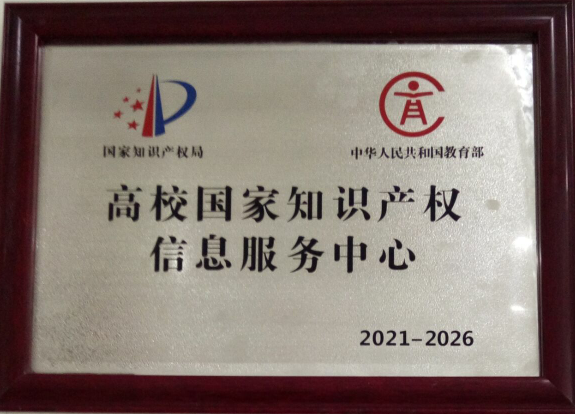 国家知识产权局
中华人民共和国教育部
高校国家知识产权
信息服务中心
2021-2026